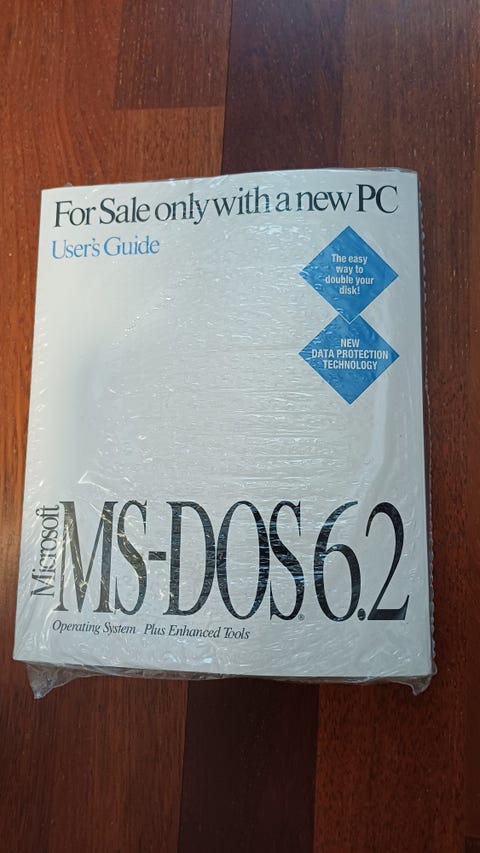 For Sale only with a new PC
User's Guide
The easy
way to
double your
disk!
NEW
DATA PROTECTION
TECHNOLOGY
Microsoft
MS-DOS® 6.2
Operating System Plus Enhanced Tools